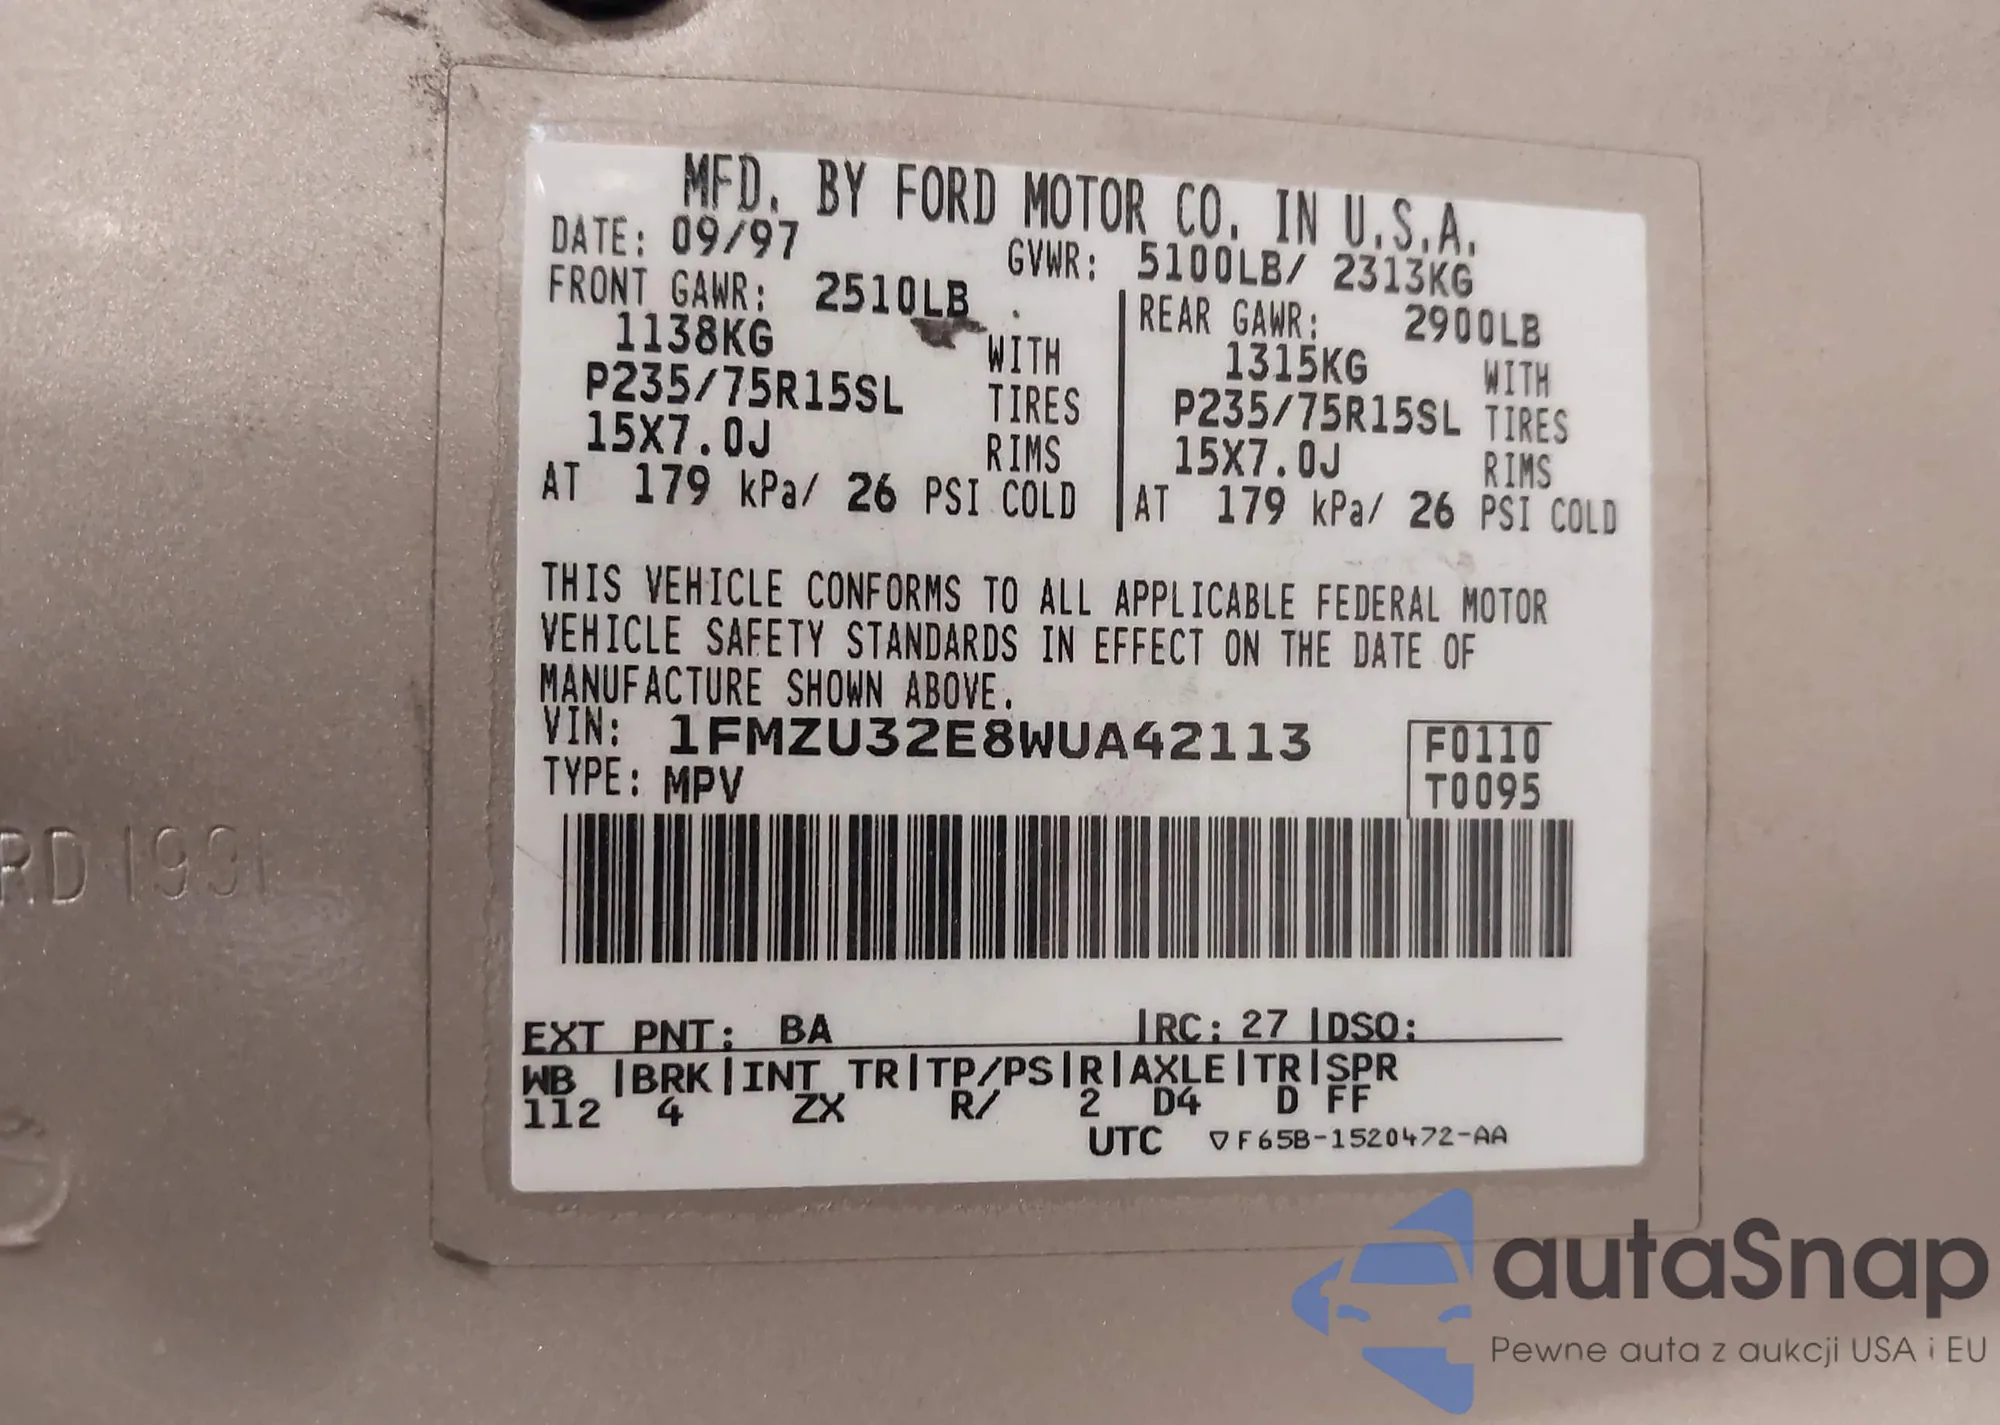 MFD. BY FORD MOTOR CO. IN U.S.A.
DATE: 09/97 GVWR: 5100LB/ 2313KG
FRONT GAWR: 2510LB
1138KG WITH
P235/75R15SL TIRES
15X7.0J RIMS
AT 179 kPa/ 26 PSI COLD
REAR GAWR: 2900LB
1315KG WITH
P235/75R15SL TIRES
15X7.0J RIMS
AT 179 kPa/ 26 PSI COLD
THIS VEHICLE CONFORMS TO ALL APPLICABLE FEDERAL MOTOR
VEHICLE SAFETY STANDARDS IN EFFECT ON THE DATE OF
MANUFACTURE SHOWN ABOVE.
VIN: 1FMZU32E8WUA42113 F0110
TYPE: MPV T0095
EXT PNT: BA |RC: 27 |DSO:
WB |BRK|INT TR|TP/PS|R|AXLE|TR|SPR
112 4 ZX R/ 2 D4 D FF
UTC ▽F65B-1520472-AA
RD 1991
autaSnap
Pewne auta z aukcji USA i EU